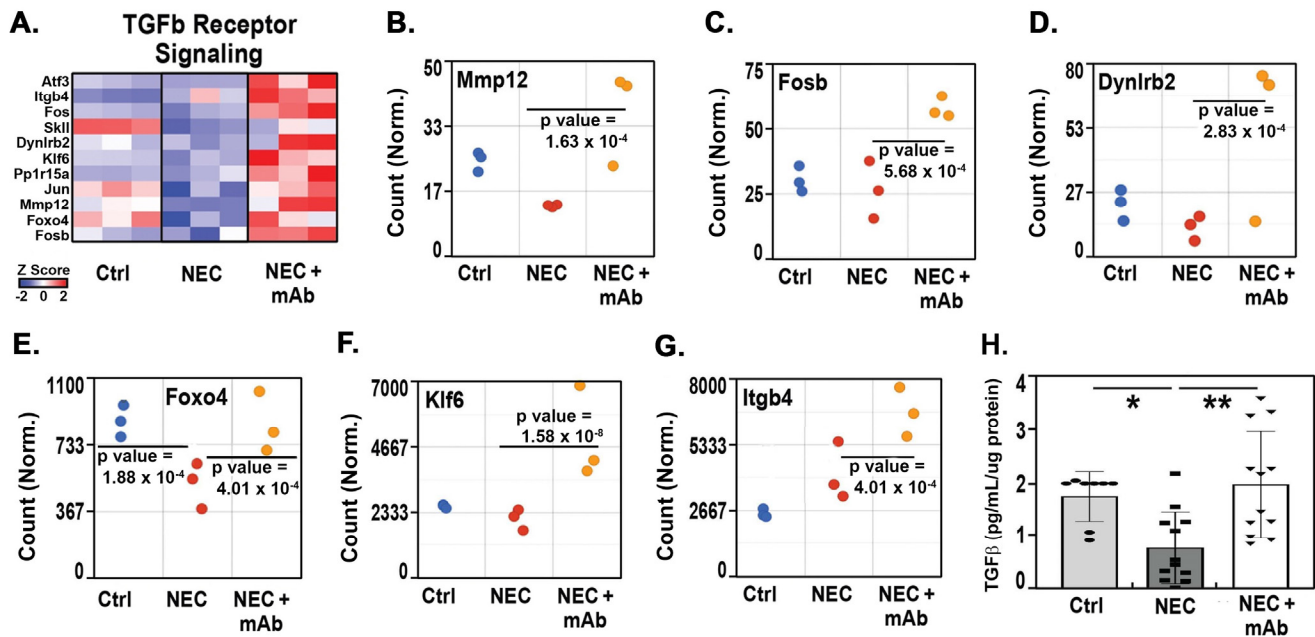 A.
TGFb Receptor
Signaling
Atf3
Itgb4
Fos
Skll
Dynlrb2
Klf6
Pp1r15a
Jun
Mmp12
Foxo4
Fosb
Z Score
-2 0 2
Ctrl
NEC
NEC +
mAb
B.
Count (Norm.)
50
33
17
0
Mmp12
p value =
1.63 x 10-4
Ctrl
NEC
NEC +
mAb
C.
Count (Norm.)
75
50
25
0
Fosb
p value =
5.68 x 10-4
Ctrl
NEC
NEC +
mAb
D.
Count (Norm.)
80
53
27
0
Dynlrb2
p value =
2.83 x 10-4
Ctrl
NEC
NEC +
mAb
E.
Count (Norm.)
1100
733
367
0
Foxo4
p value =
1.88 x 10-4
p value =
4.01 x 10-4
Ctrl
NEC
NEC +
mAb
F.
Count (Norm.)
7000
4667
2333
0
Klf6
p value =
1.58 x 10-8
Ctrl
NEC
NEC +
mAb
G.
Count (Norm.)
8000
5333
2667
0
Itgb4
p value =
4.01 x 10-4
Ctrl
NEC
NEC +
mAb
H.
TGFβ (pg/mL/ug protein)
4
3
2
1
0
*
**
Ctrl
NEC
NEC +
mAb